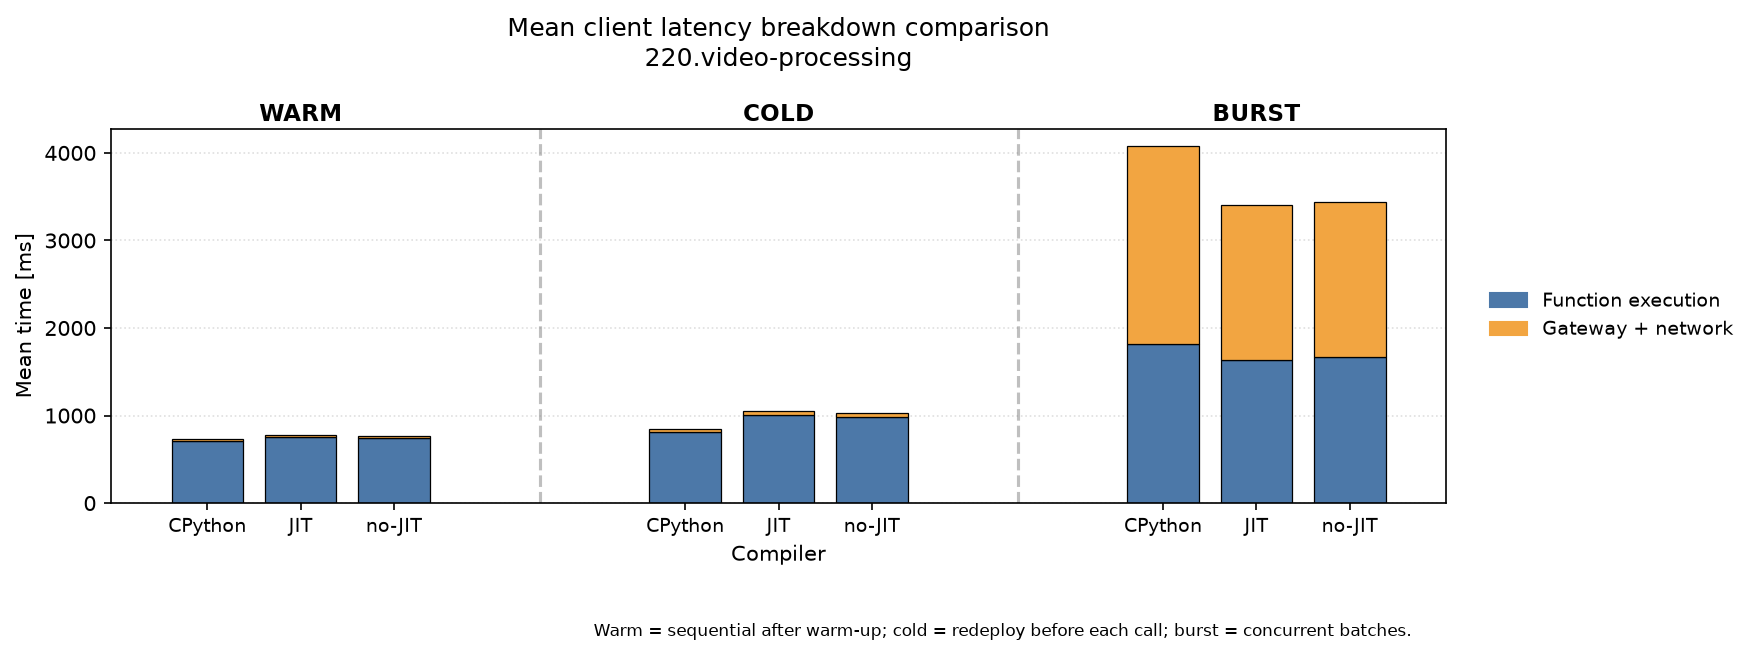 Mean client latency breakdown comparison
220.video-processing
WARM
COLD
BURST
Mean time [ms]
4000
3000
2000
1000
0
CPython
JIT
no-JIT
CPython
JIT
no-JIT
CPython
JIT
no-JIT
Compiler
Function execution
Gateway + network
Warm = sequential after warm-up; cold = redeploy before each call; burst = concurrent batches.